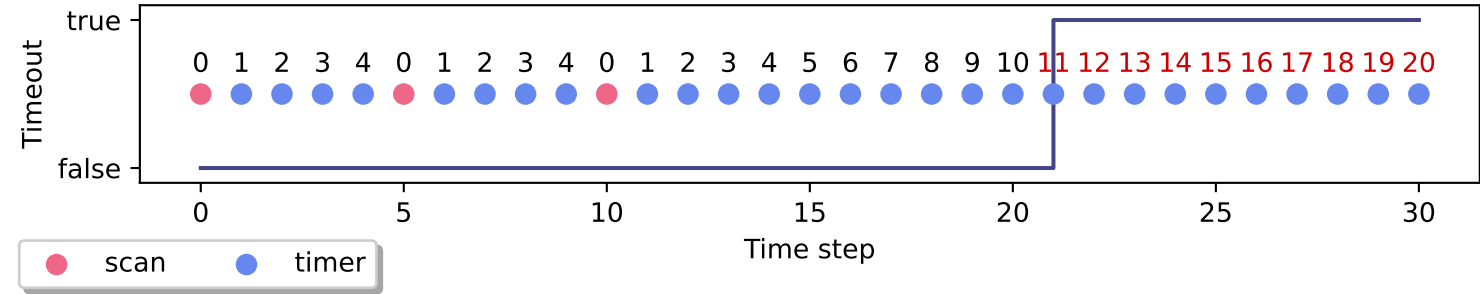 Timeout
true
0 1 2 3 4 0 1 2 3 4 0 1 2 3 4 5 6 7 8 9 10 11 12 13 14 15 16 17 18 19 20
false
0 5 10 15 20 25 30
Time step
scan timer